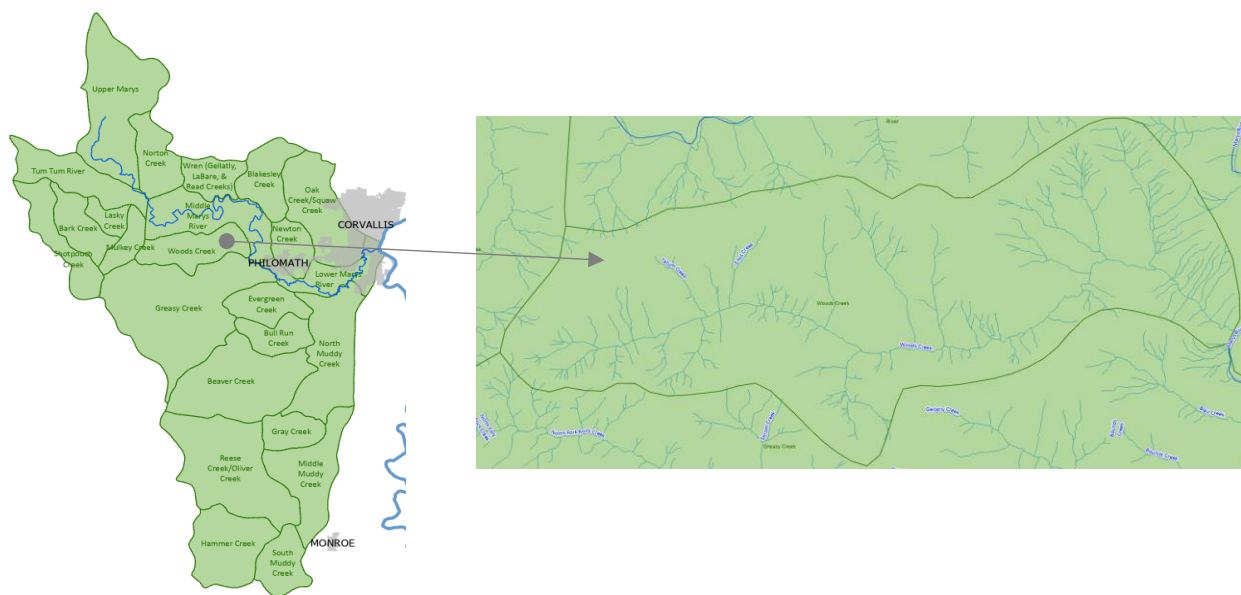 Upper Marys
Norton
Creek
Wren (Gellatly,
LaBare, &
Read Creeks)
Blakesley
Creek
Tum Tum River
Oak
Creek/Squaw
Creek
Middle
Marys
River
Lasky
Creek
Bark Creek
CORVALLIS
Newton
Creek
Mulkey Creek
Woods Creek
Shotpouch
Creek
PHILOMATH
Lower Marys
River
Greasy Creek
Evergreen
Creek
Bull Run
Creek
North
Muddy
Creek
Beaver Creek
Gray Creek
Reese
Creek/Oliver
Creek
Middle
Muddy
Creek
Hammer Creek
MONROE
South
Muddy
Creek
River
Woods Creek
Woods Creek
Greasy Creek